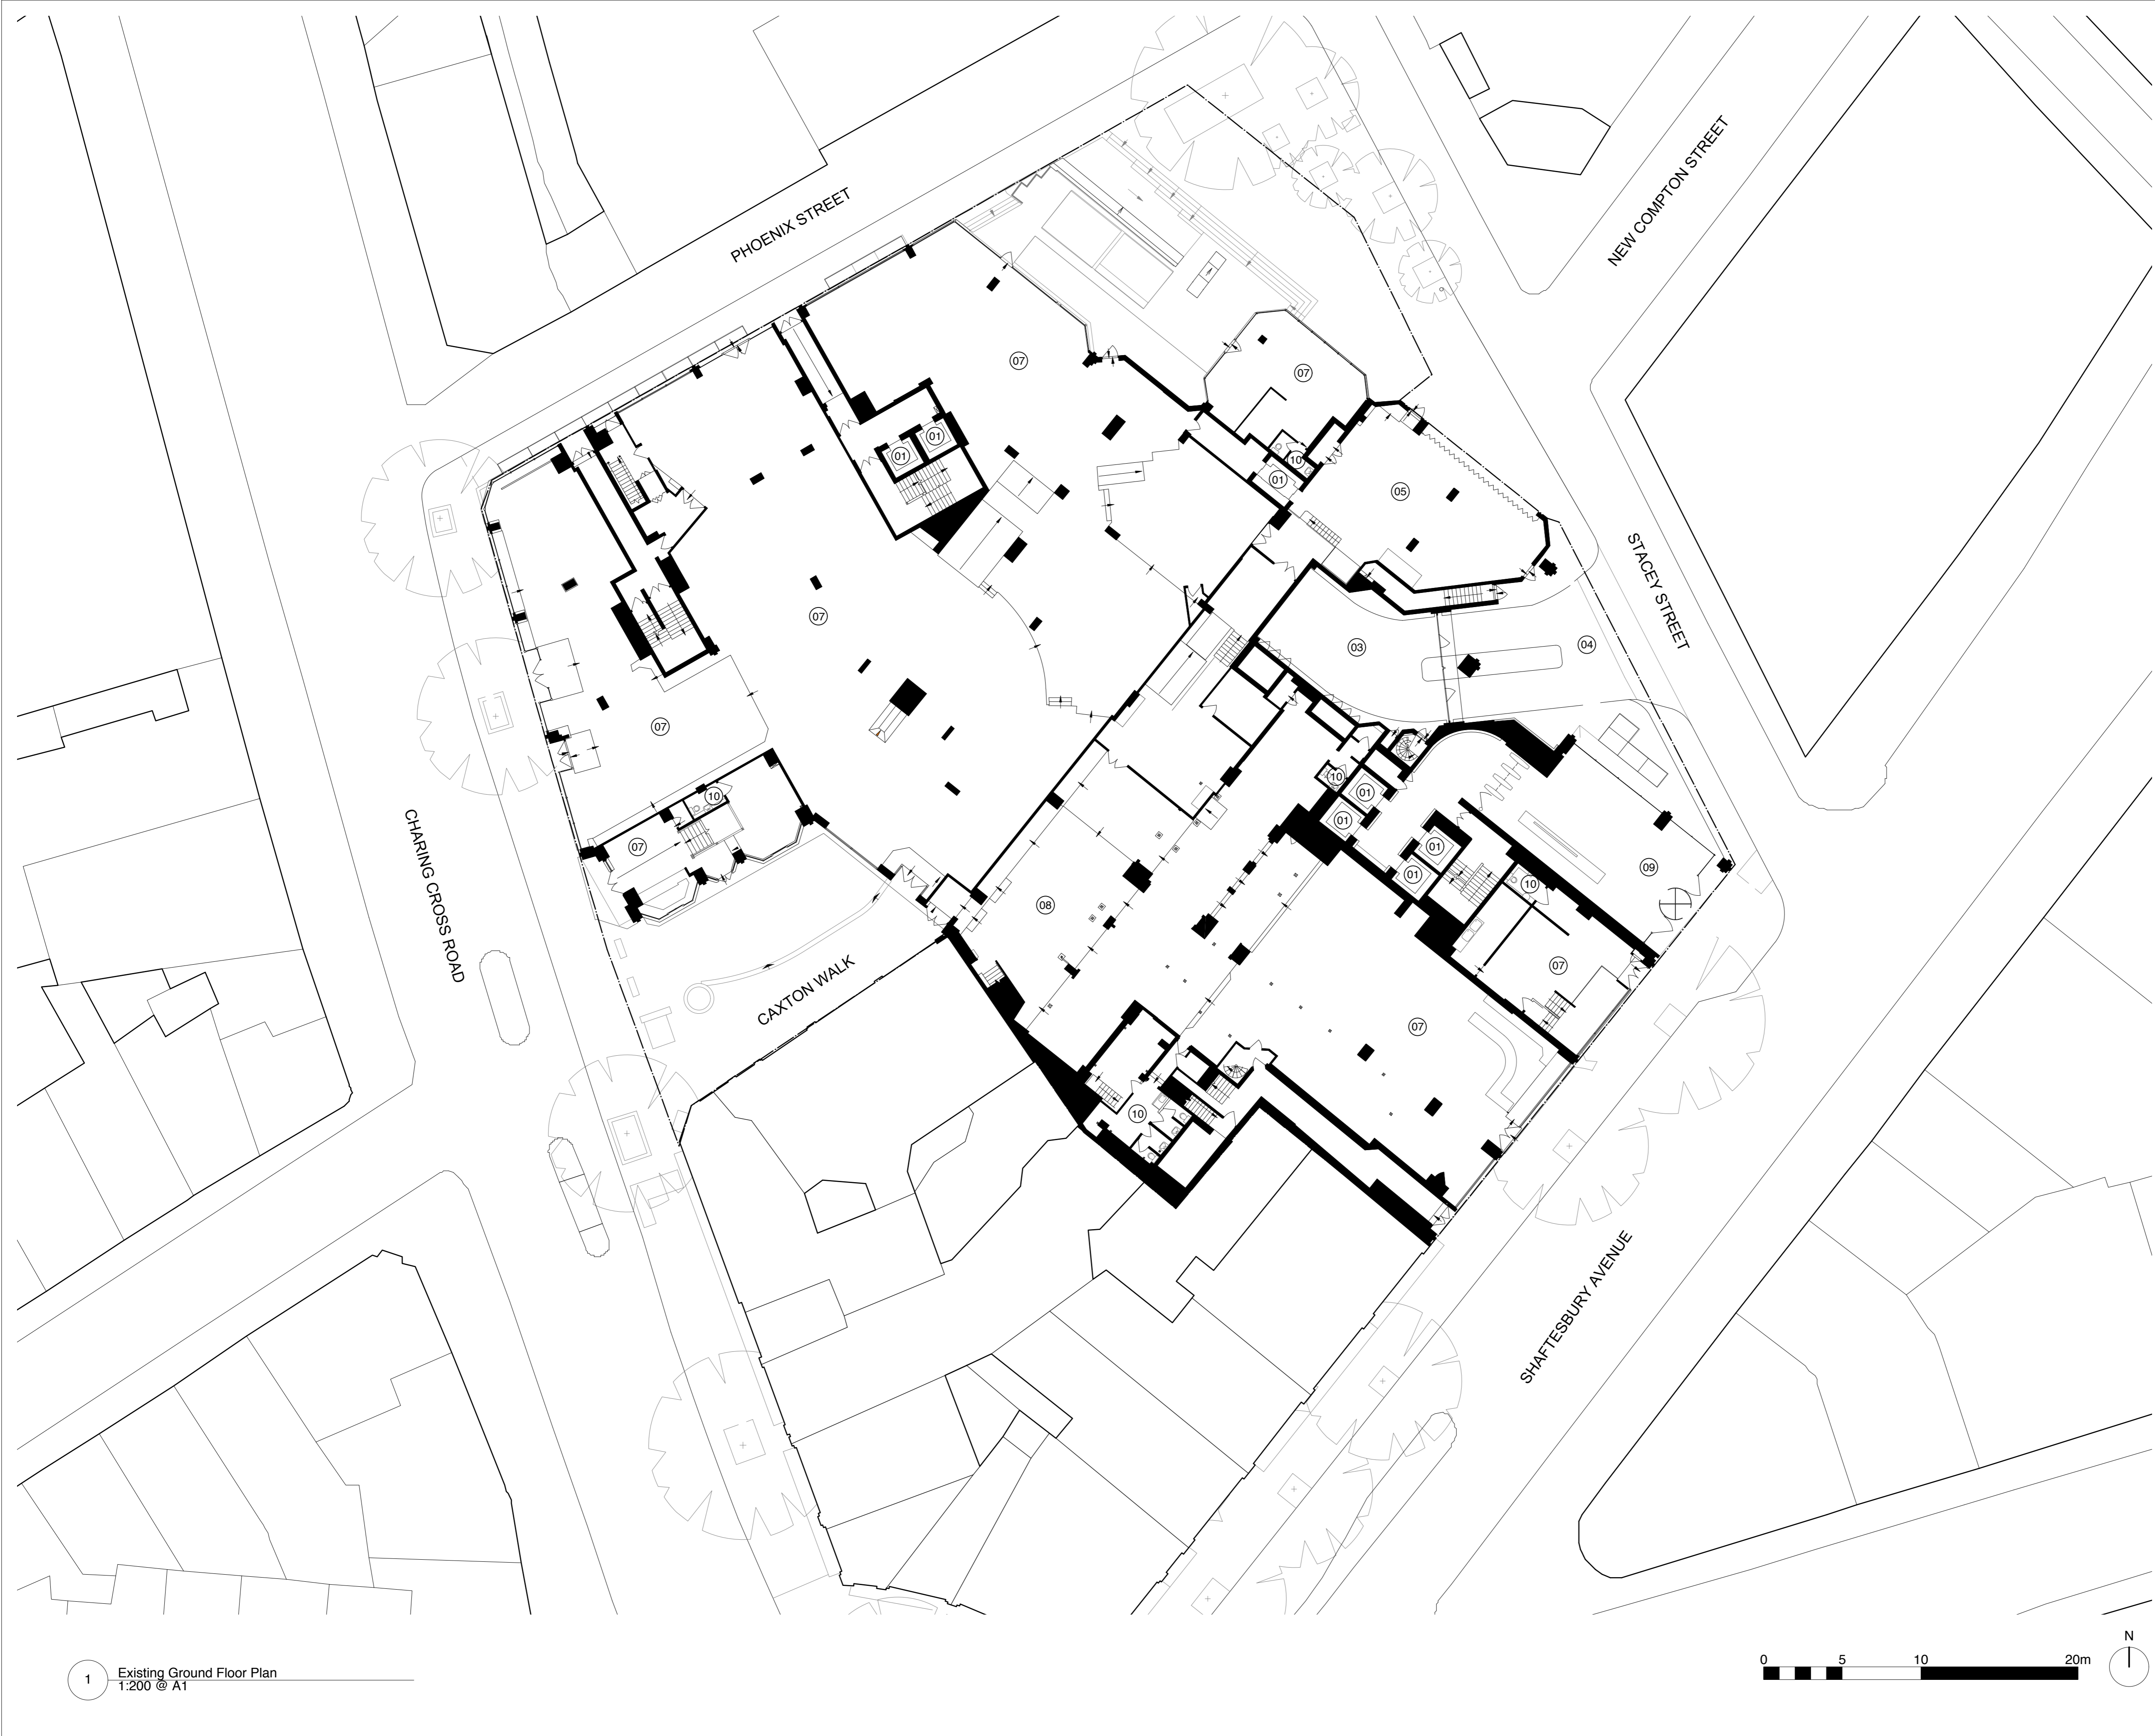 PHOENIX STREET
NEW COMPTON STREET
07
07
01
01
10
01
05
STACEY STREET
07
03
04
07
10
01
10
01
CHARING CROSS ROAD
07
01
01
09
10
08
CAXTON WALK
07
07
10
SHAFTESBURY AVENUE
N
0 5 10 20m
1
Existing Ground Floor Plan
1:200 @ A1